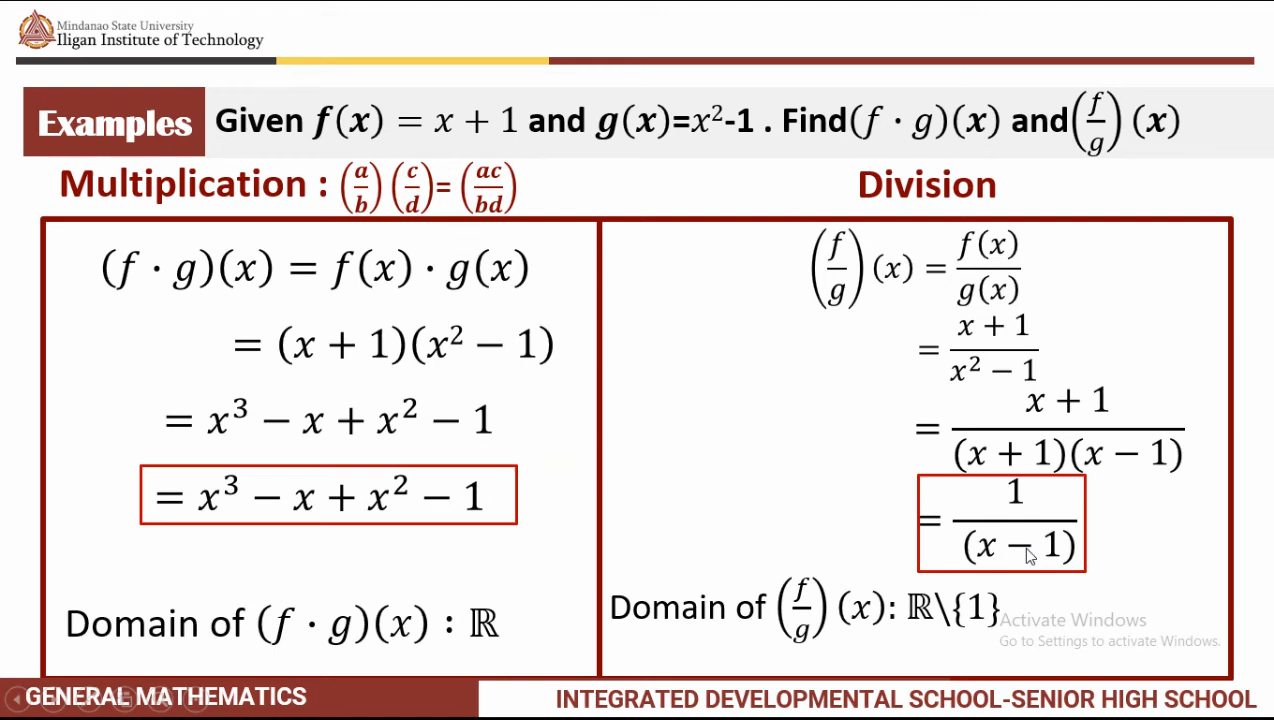 Mindanao State University
Iligan Institute of Technology
Examples Given f(x) = x + 1 and g(x)=x²-1 . Find(f · g)(x) and(f/g)(x)
Multiplication : (a/b)(c/d)=(ac/bd)
(f · g)(x) = f(x) · g(x)
= (x + 1)(x² − 1)
= x³ − x + x² − 1
= x³ − x + x² − 1
Domain of (f · g)(x) : ℝ
Division
(f/g)(x) = f(x)/g(x)
= x + 1/x² − 1
= x + 1/(x + 1)(x − 1)
= 1/(x − 1)
Domain of (f/g)(x): ℝ\{1}
Activate Windows
Go to Settings to activate Windows.
GENERAL MATHEMATICS
INTEGRATED DEVELOPMENTAL SCHOOL-SENIOR HIGH SCHOOL